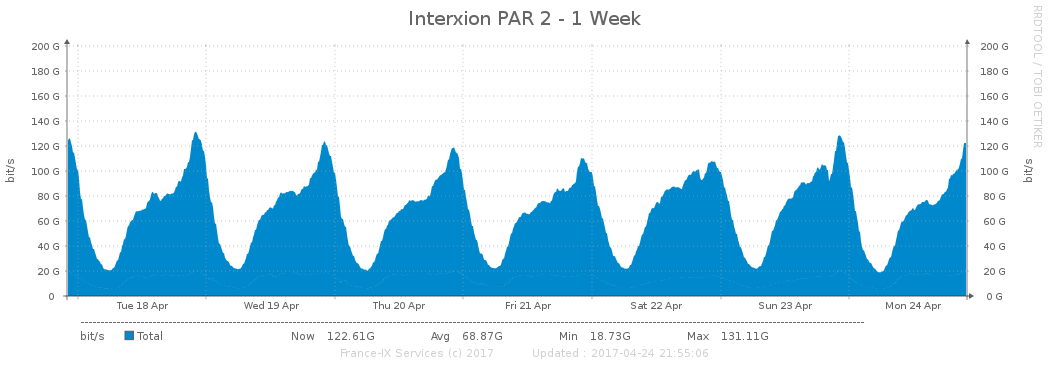 Interxion PAR 2 - 1 Week
RRDTOOL / TOBI OETIKER
200 G 200 G
180 G 180 G
160 G 160 G
140 G 140 G
120 G 120 G
100 G 100 G
80 G 80 G
60 G 60 G
40 G 40 G
20 G 20 G
0 0 G
bit/s
bit/s
Tue 18 Apr Wed 19 Apr Thu 20 Apr Fri 21 Apr Sat 22 Apr Sun 23 Apr Mon 24 Apr
bit/s Total Now 122.61G Avg 68.87G Min 18.73G Max 131.11G
France-IX Services (c) 2017 Updated : 2017-04-24 21:55:06